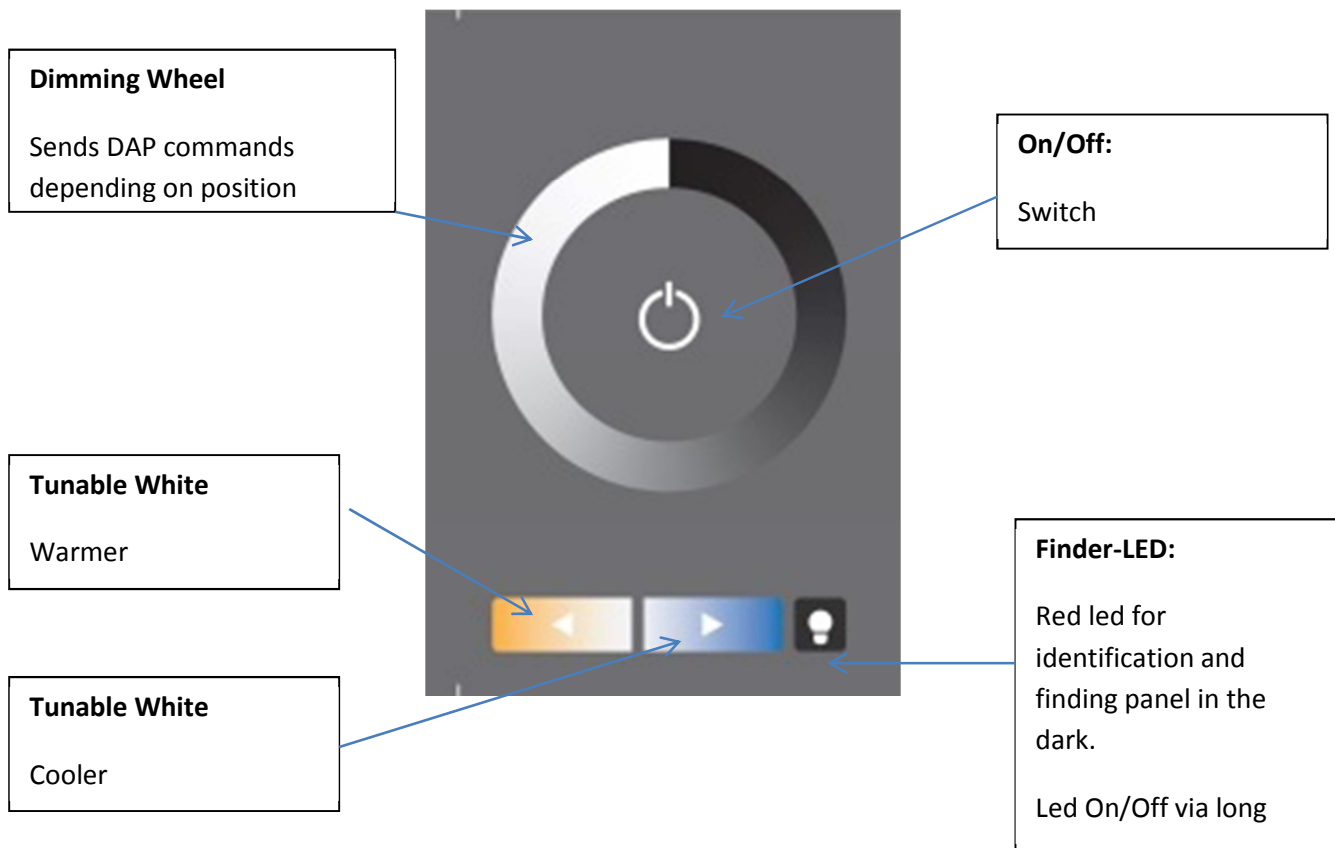 Dimming Wheel
Sends DAP commands
depending on position
On/Off:
Switch
Tunable White
Warmer
Tunable White
Cooler
Finder-LED:
Red led for
identification and
finding panel in the
dark.
Led On/Off via long